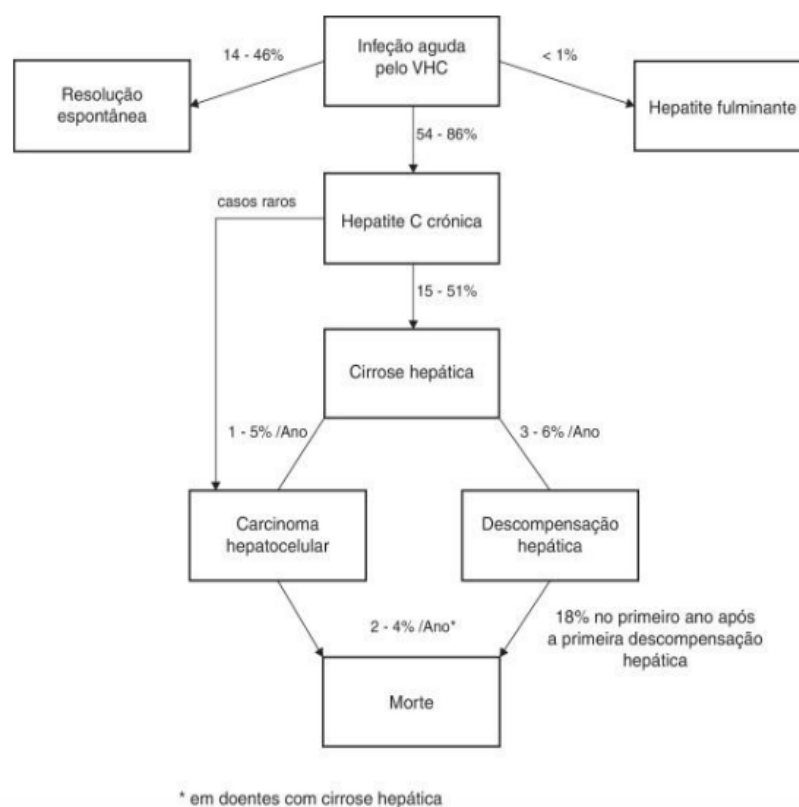 Infeção aguda
pelo VHC
14 - 46%
< 1%
Resolução
espontânea
Hepatite fulminante
54 - 86%
casos raros
Hepatite C crónica
15 - 51%
Cirrose hepática
1 - 5% /Ano
3 - 6% /Ano
Carcinoma
hepatocelular
Descompensação
hepática
2 - 4% /Ano*
18% no primeiro ano após
a primeira descompensação
hepática
Morte
* em doentes com cirrose hepática